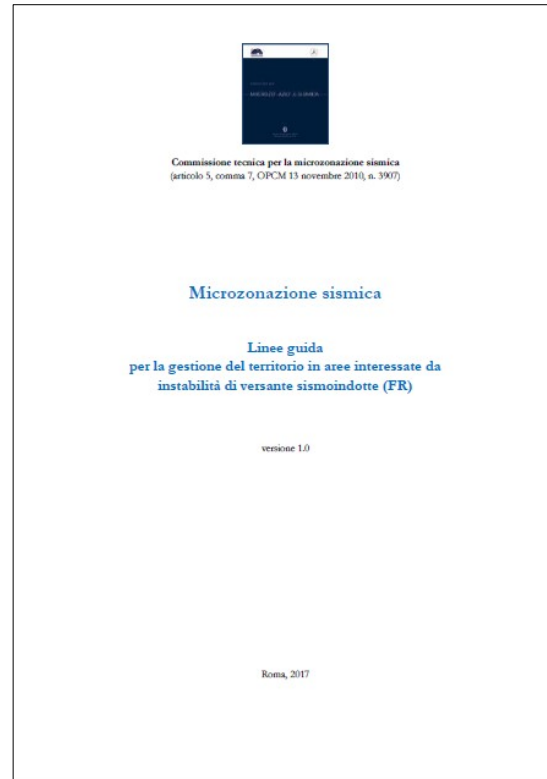 Commissione tecnica per la microzonazione sismica
(articolo 5, comma 7, OPCM 13 novembre 2010, n. 3907)
Microzonazione sismica
Linee guida
per la gestione del territorio in aree interessate da
instabilità di versante sismoindotte (FR)
versione 1.0
Roma, 2017